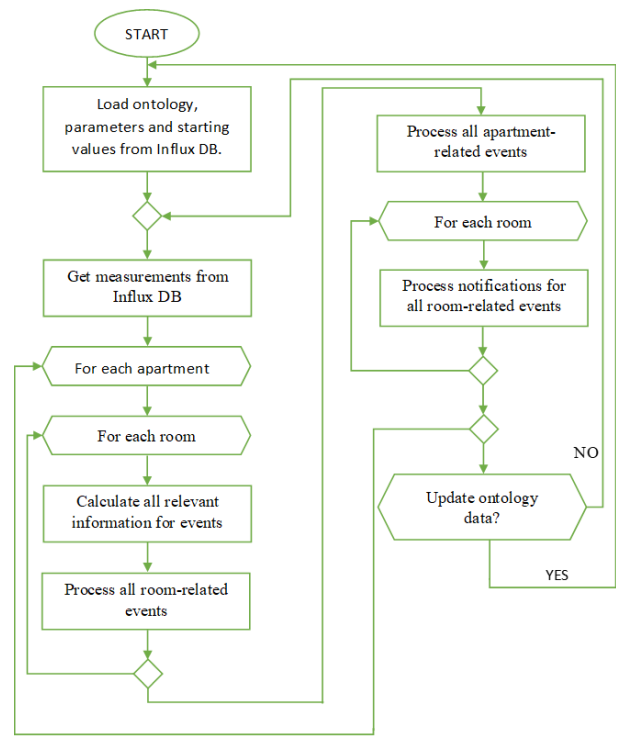 START
Load ontology,
parameters and starting
values from Influx DB.
Get measurements from
Influx DB
For each apartment
For each room
Calculate all relevant
information for events
Process all room-related
events
Process all apartment-
related events
For each room
Process notifications for
all room-related events
Update ontology
data?
NO
YES